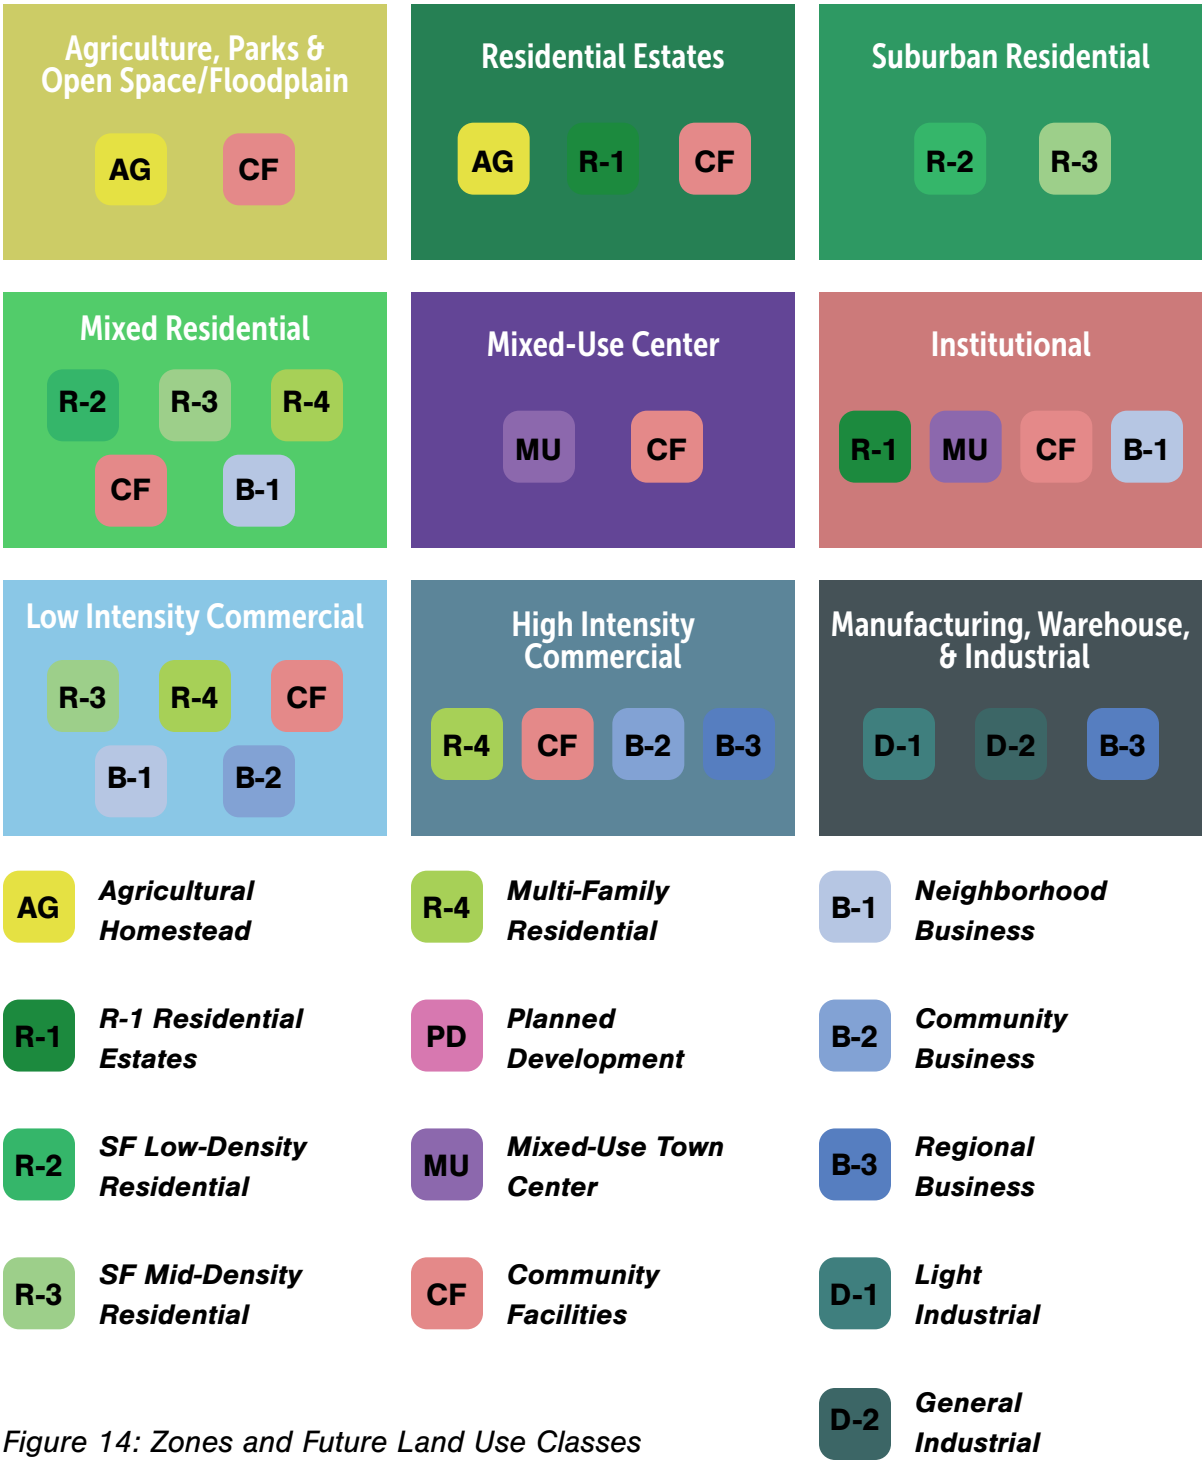 Agriculture, Parks &
Open Space/Floodplain
AG CF
Residential Estates
AG R-1 CF
Suburban Residential
R-2 R-3
Mixed Residential
R-2 R-3 R-4
CF B-1
Mixed-Use Center
MU CF
Institutional
R-1 MU CF B-1
Low Intensity Commercial
R-3 R-4 CF
B-1 B-2
High Intensity
Commercial
R-4 CF B-2 B-3
Manufacturing, Warehouse,
& Industrial
D-1 D-2 B-3
AG
Agricultural
Homestead
R-1
R-1 Residential
Estates
R-2
SF Low-Density
Residential
R-3
SF Mid-Density
Residential
R-4
Multi-Family
Residential
PD
Planned
Development
MU
Mixed-Use Town
Center
CF
Community
Facilities
B-1
Neighborhood
Business
B-2
Community
Business
B-3
Regional
Business
D-1
Light
Industrial
D-2
General
Industrial
Figure 14: Zones and Future Land Use Classes